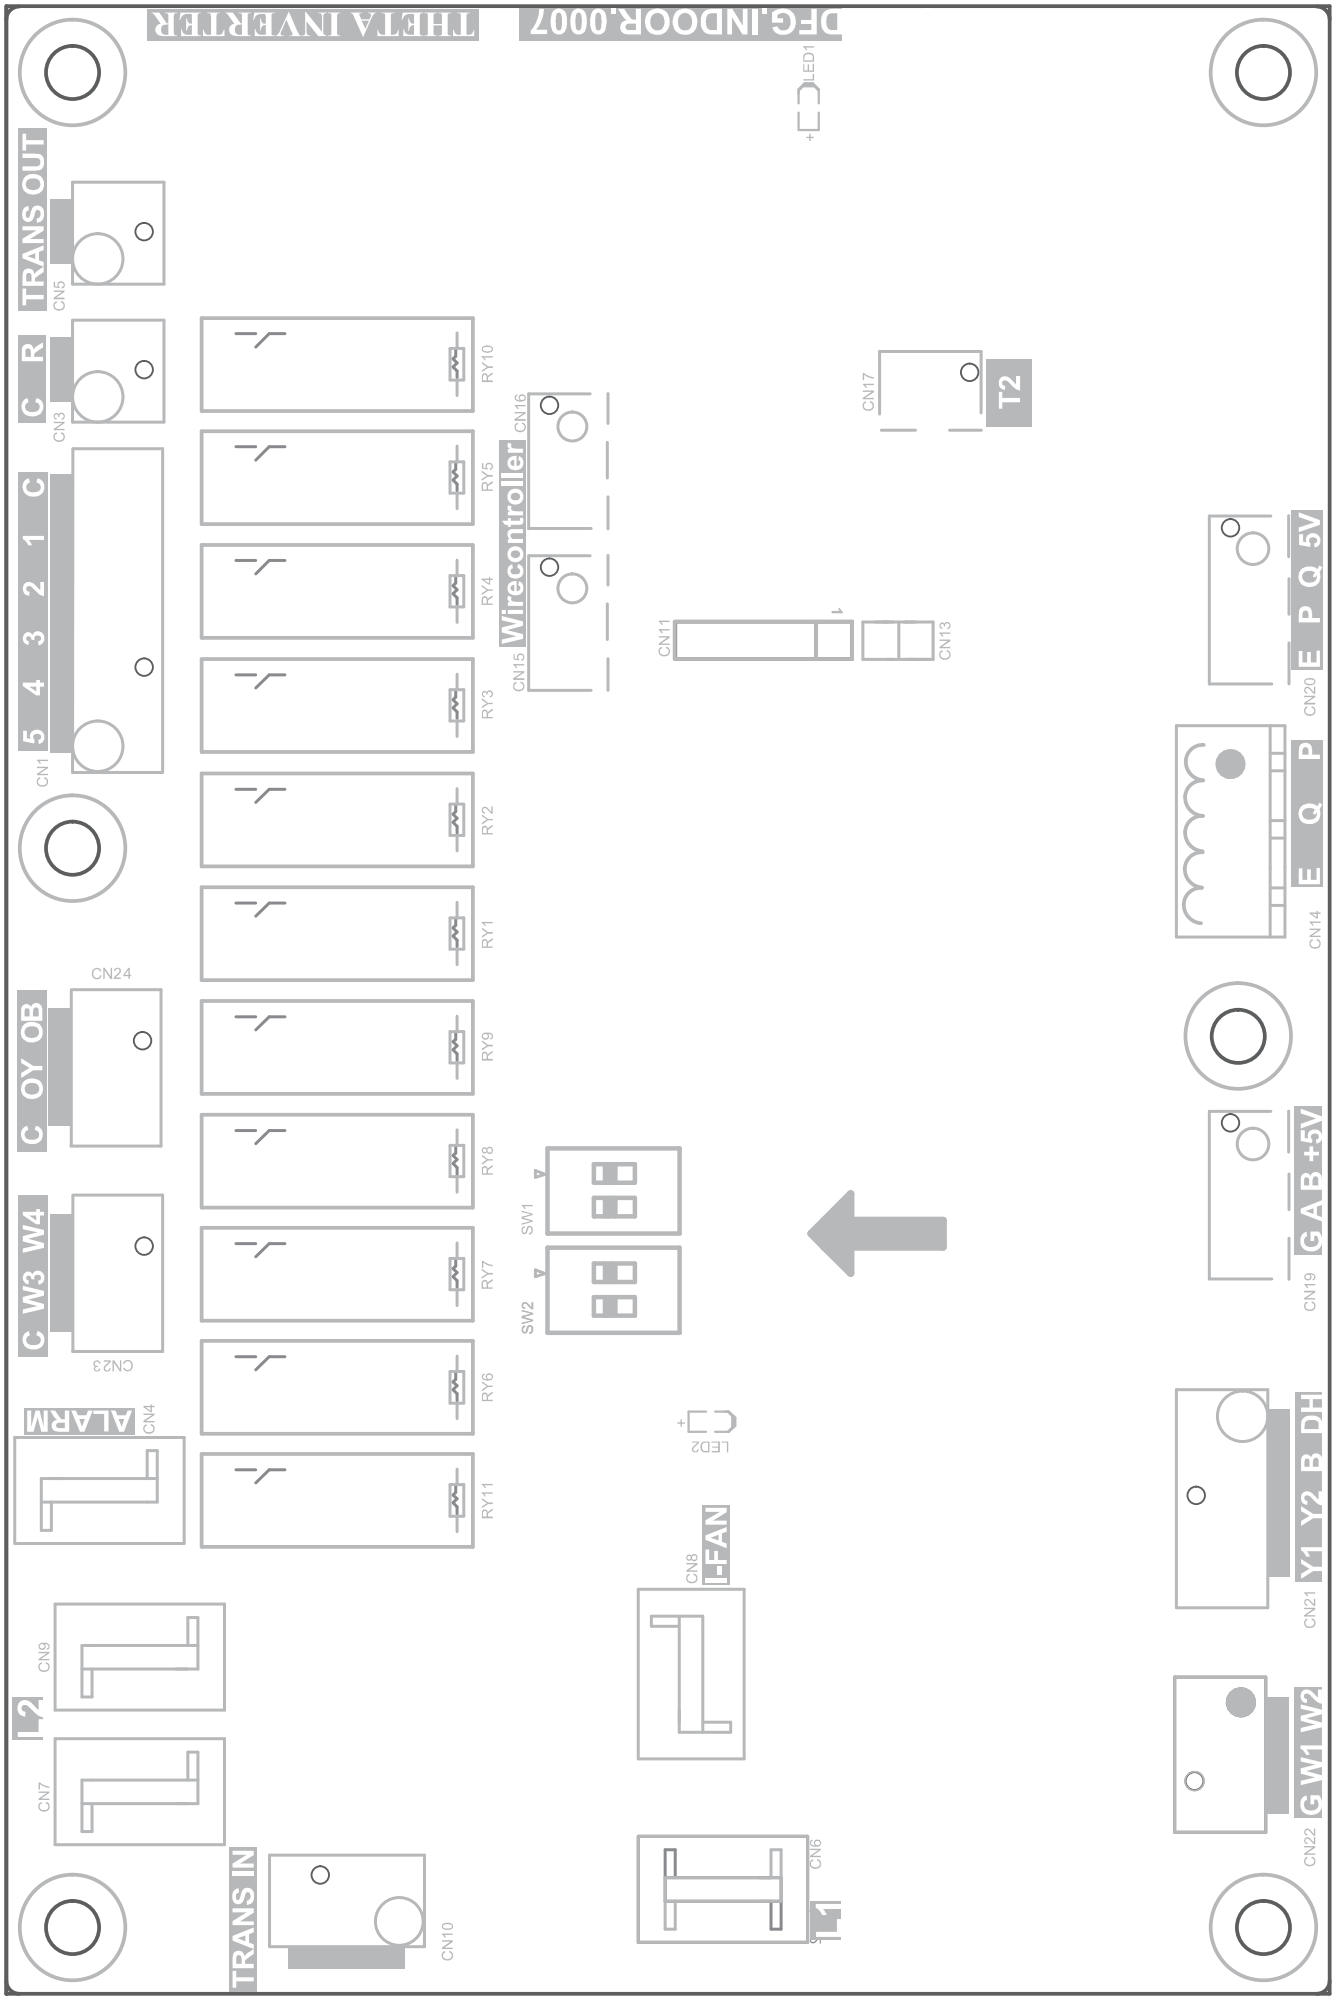 THETA INVERTER
DFG,INDOOR,0007
LED1
+
TRANS OUT
CN5
C R
CN3
RY10
CN16
CN17
T2
5 4 3 2 1 C
CN1
RY5
Wirecontroller
RY4
CN15
CN11
1
CN13
E P Q 5V
CN20
RY3
RY2
E Q P
CN14
RY1
CN24
C OY OB
RY9
RY8
SW1
G A B +5V
CN19
C W3 W4
CN23
RY7
SW2
RY6
ALARM
CN4
+
LED2
RY11
Y1 Y2 B DH
CN21
I-FAN
CN8
CN9
L2
CN7
G W1 W2
CN22
TRANS IN
CN10
CN6
L1